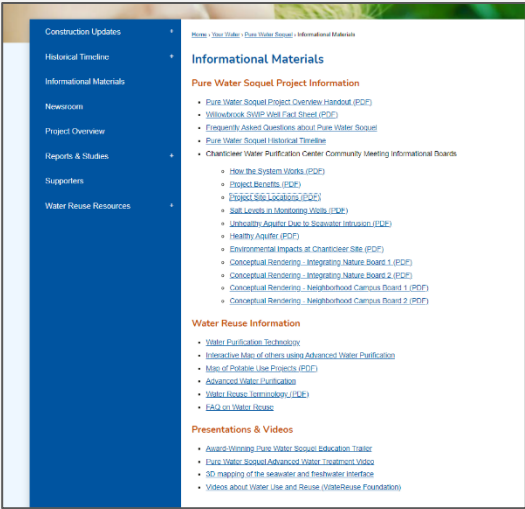 Construction Updates +
Historical Timeline +
Informational Materials
Newsroom
Project Overview
Reports & Studies +
Supporters
Water Reuse Resources +
Home › Your Water › Pure Water Soquel › Informational Materials
Informational Materials
Pure Water Soquel Project Information
Pure Water Soquel Project Overview Handout (PDF)
Willowbrook SWIP Well Fact Sheet (PDF)
Frequently Asked Questions about Pure Water Soquel
Pure Water Soquel Historical Timeline
Chanticleer Water Purification Center Community Meeting Informational Boards
How the System Works (PDF)
Project Benefits (PDF)
Project Site Locations (PDF)
Salt Levels in Monitoring Wells (PDF)
Unhealthy Aquifer Due to Seawater Intrusion (PDF)
Healthy Aquifer (PDF)
Environmental Impacts at Chanticleer Site (PDF)
Conceptual Rendering - Integrating Nature Board 1 (PDF)
Conceptual Rendering - Integrating Nature Board 2 (PDF)
Conceptual Rendering - Neighborhood Campus Board 1 (PDF)
Conceptual Rendering - Neighborhood Campus Board 2 (PDF)
Water Reuse Information
Water Purification Technology
Interactive Map of others using Advanced Water Purification
Map of Potable Use Projects (PDF)
Advanced Water Purification
Water Reuse Terminology (PDF)
FAQ on Water Reuse
Presentations & Videos
Award-Winning Pure Water Soquel Education Trailer
Pure Water Soquel Advanced Water Treatment Video
3D mapping of the seawater and freshwater interface
Videos about Water Use and Reuse (WateReuse Foundation)